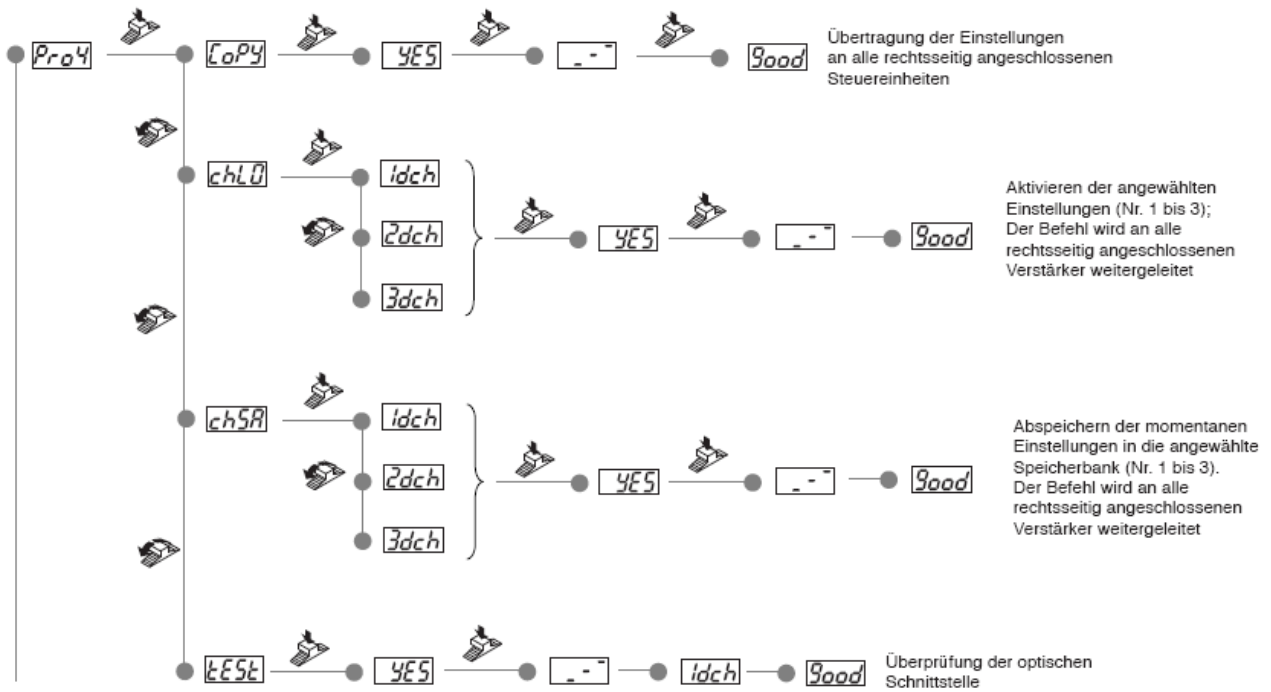 Pro4 CoPY YES _-¯ good
Übertragung der Einstellungen
an alle rechtsseitig angeschlossenen
Steuereinheiten
chLO 1dch
2dch
3dch
YES _-¯ good
Aktivieren der angewählten
Einstellungen (Nr. 1 bis 3);
Der Befehl wird an alle
rechtsseitig angeschlossenen
Verstärker weitergeleitet
chSA 1dch
2dch
3dch
YES _-¯ good
Abspeichern der momentanen
Einstellungen in die angewählte
Speicherbank (Nr. 1 bis 3).
Der Befehl wird an alle
rechtsseitig angeschlossenen
Verstärker weitergeleitet
tESt YES _-¯ 1dch good
Überprüfung der optischen
Schnittstelle